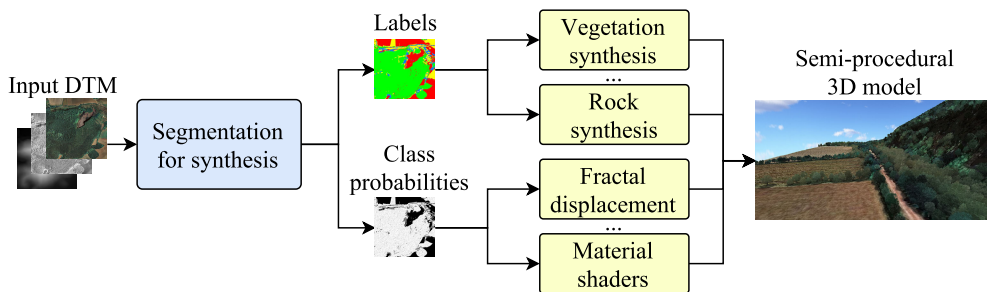 Input DTM
Segmentation
for synthesis
Labels
Class
probabilities
Vegetation
synthesis
...
Rock
synthesis
Fractal
displacement
...
Material
shaders
Semi-procedural
3D model